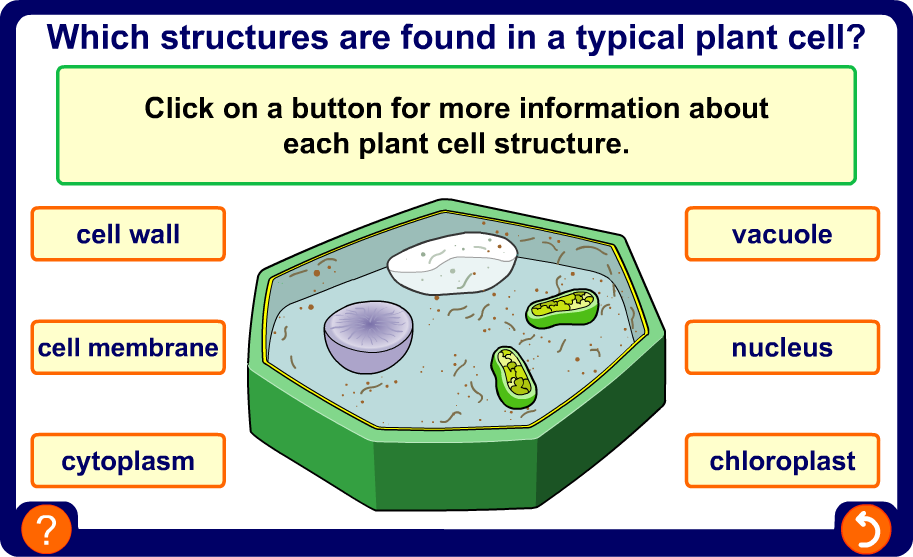 Which structures are found in a typical plant cell?
Click on a button for more information about
each plant cell structure.
cell wall
vacuole
cell membrane
nucleus
cytoplasm
chloroplast
?